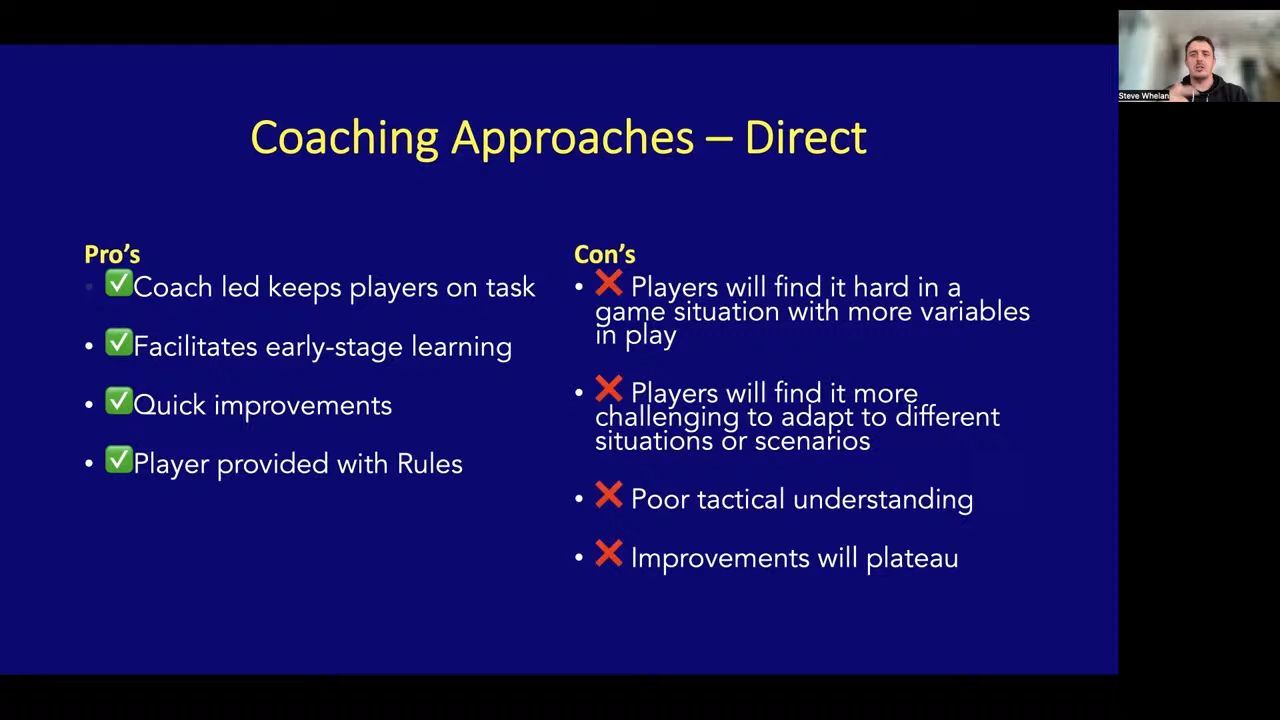 Coaching Approaches – Direct
Pro's
• ✅Coach led keeps players on task
• ✅Facilitates early-stage learning
• ✅Quick improvements
• ✅Player provided with Rules
Con's
• ❌ Players will find it hard in a
game situation with more variables
in play
• ❌ Players will find it more
challenging to adapt to different
situations or scenarios
• ❌ Poor tactical understanding
• ❌ Improvements will plateau
Steve Whelan